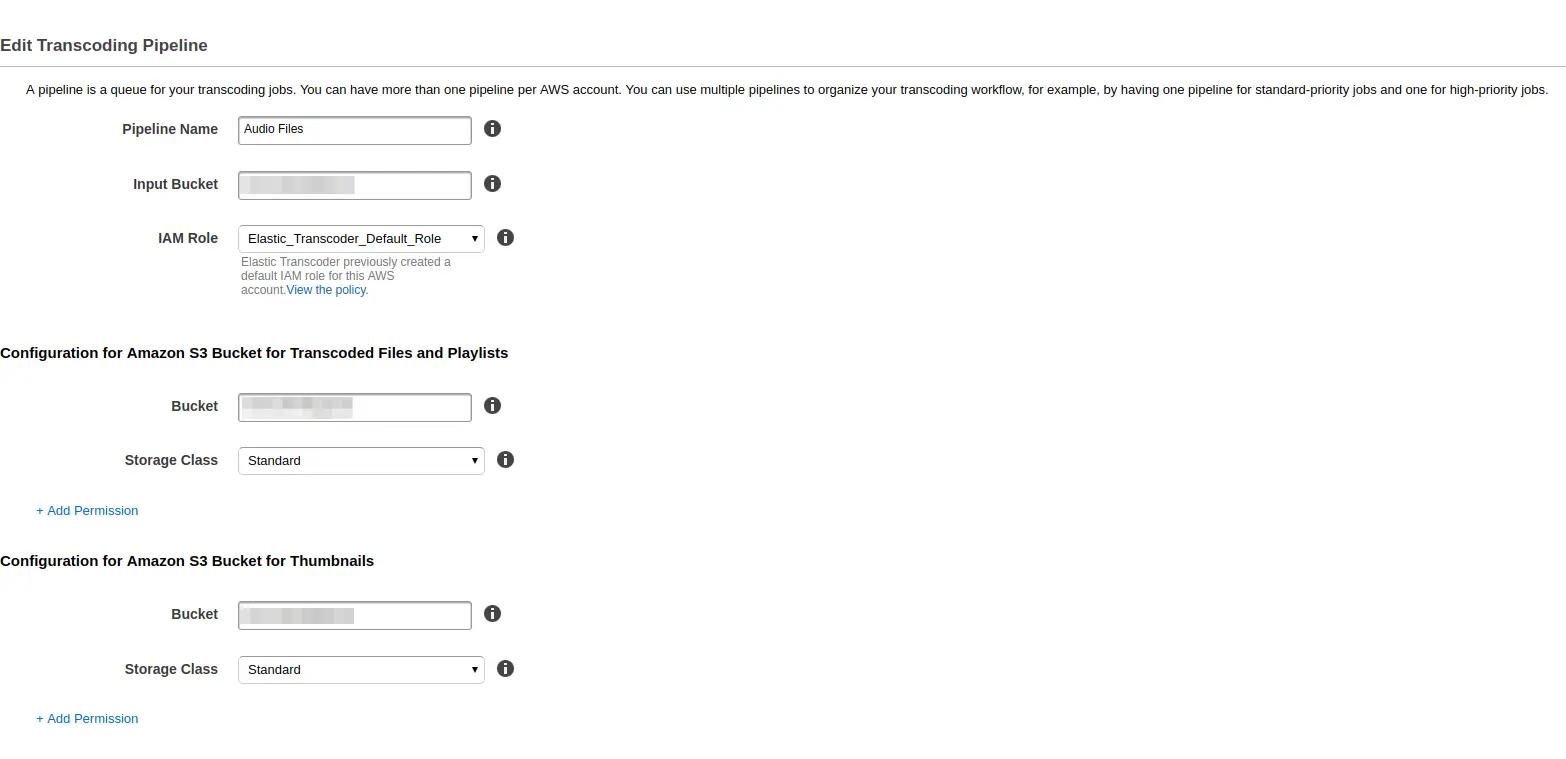 Edit Transcoding Pipeline
A pipeline is a queue for your transcoding jobs. You can have more than one pipeline per AWS account. You can use multiple pipelines to organize your transcoding workflow, for example, by having one pipeline for standard-priority jobs and one for high-priority jobs.
Pipeline Name Audio Files
Input Bucket
IAM Role Elastic_Transcoder_Default_Role
Elastic Transcoder previously created a
default IAM role for this AWS
account.View the policy.
Configuration for Amazon S3 Bucket for Transcoded Files and Playlists
Bucket
Storage Class Standard
+ Add Permission
Configuration for Amazon S3 Bucket for Thumbnails
Bucket
Storage Class Standard
+ Add Permission